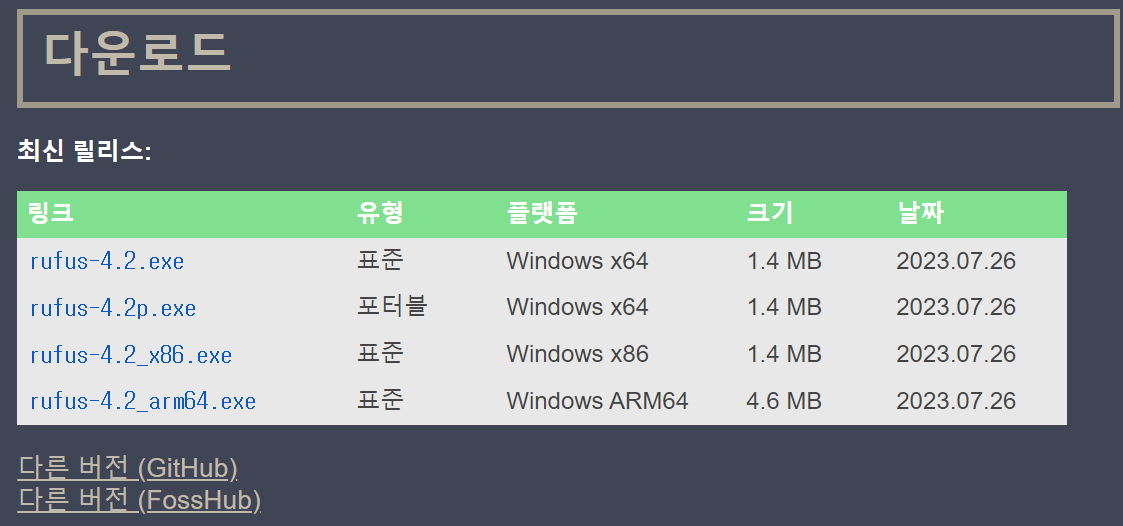 다운로드
최신 릴리스:
링크 유형 플랫폼 크기 날짜
rufus-4.2.exe 표준 Windows x64 1.4 MB 2023.07.26
rufus-4.2p.exe 포터블 Windows x64 1.4 MB 2023.07.26
rufus-4.2_x86.exe 표준 Windows x86 1.4 MB 2023.07.26
rufus-4.2_arm64.exe 표준 Windows ARM64 4.6 MB 2023.07.26
다른 버전 (GitHub)
다른 버전 (FossHub)